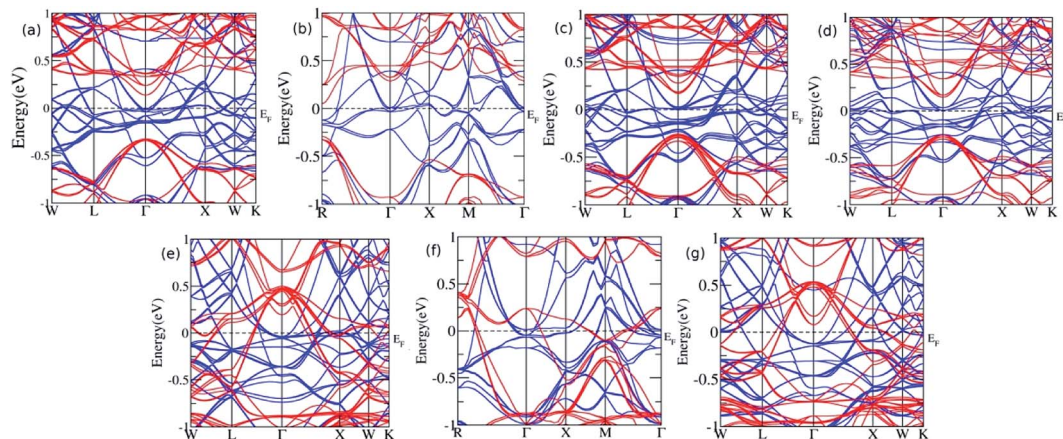 (a) (b) (c) (d)
1 1 1 1
0.5 0.5 0.5 0.5
0 0 0 0
-0.5 -0.5 -0.5 -0.5
-1 -1 -1 -1
Energy(eV) Energy(eV) Energy(eV) Energy(eV)
E_F E_F E_F E
W L Γ X W K R Γ X M Γ W L Γ X W K W L Γ X W K
(e) (f) (g)
1 1 1
0.5 0.5 0.5
0 0 0
-0.5 -0.5 -0.5
-1 -1 -1
Energy(eV) Energy(eV) Energy(eV)
E_F E_F E_F
W L Γ X W K R Γ X M Γ W L Γ X W K